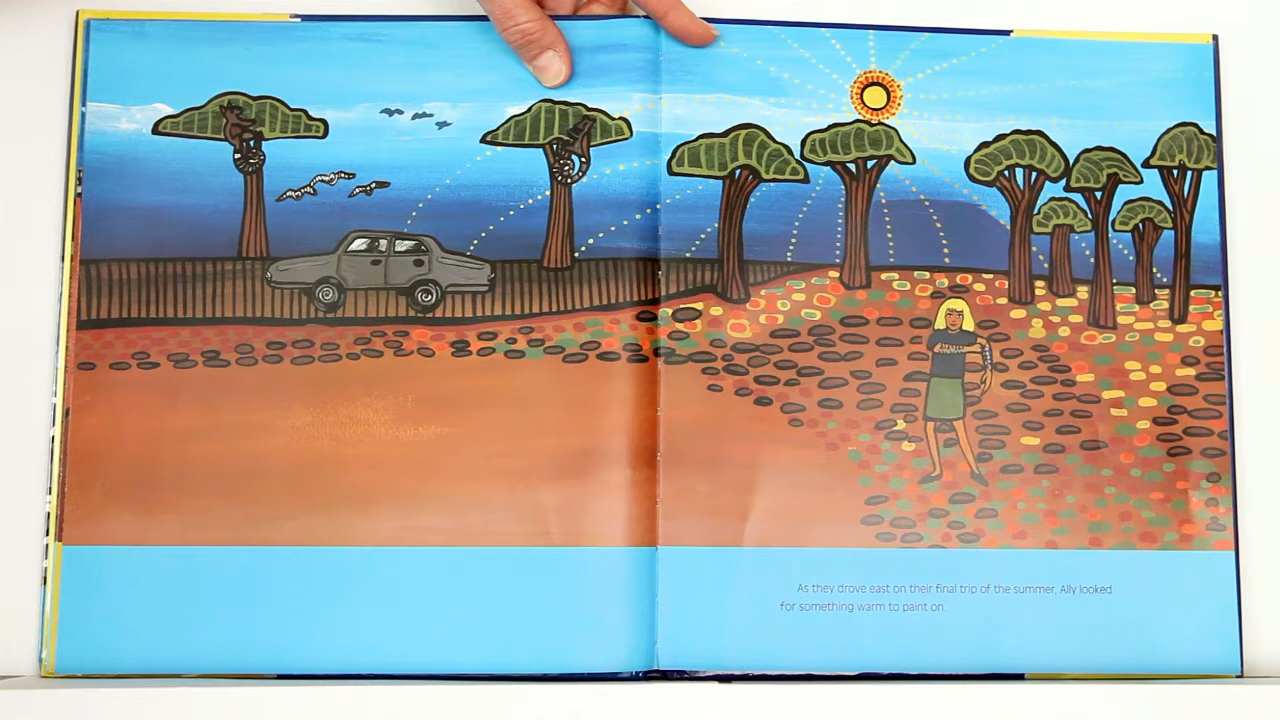 As they drove east on their final trip of the summer, Ally looked
for something warm to paint on.